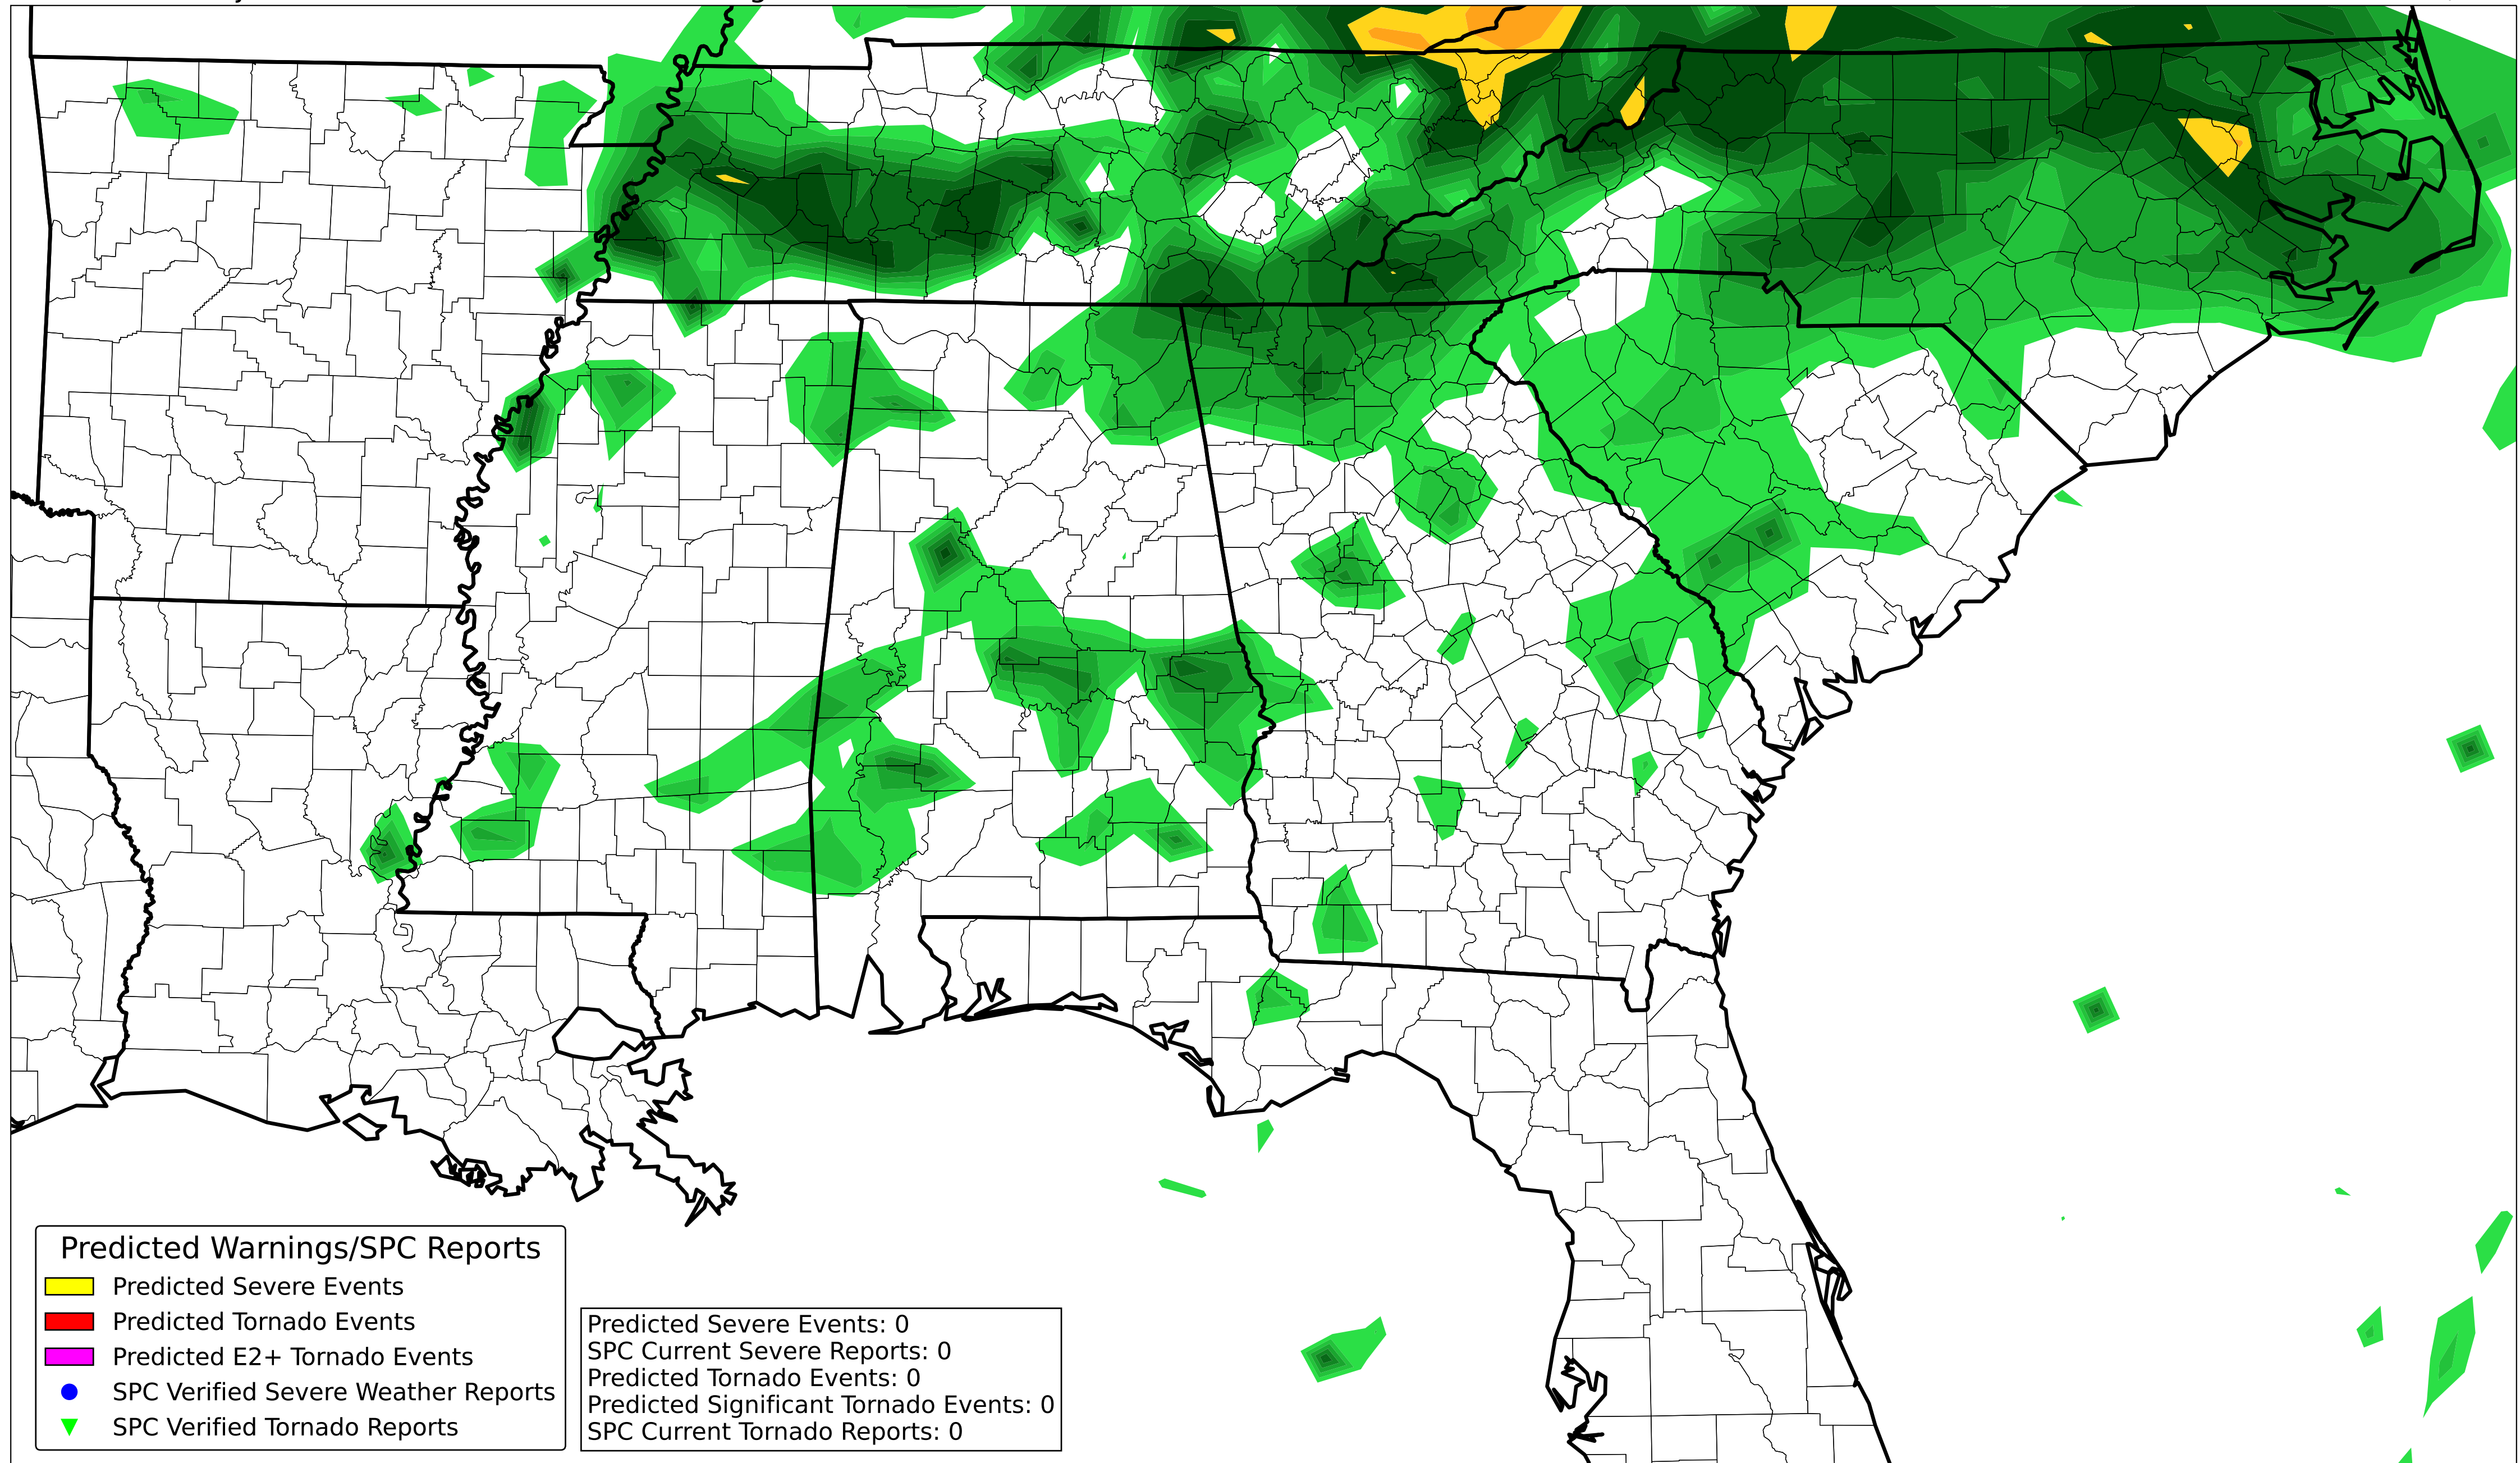 Predicted Warnings/SPC Reports
Predicted Severe Events
Predicted Tornado Events
Predicted E2+ Tornado Events
SPC Verified Severe Weather Reports
SPC Verified Tornado Reports
Predicted Severe Events: 0
SPC Current Severe Reports: 0
Predicted Tornado Events: 0
Predicted Significant Tornado Events: 0
SPC Current Tornado Reports: 0